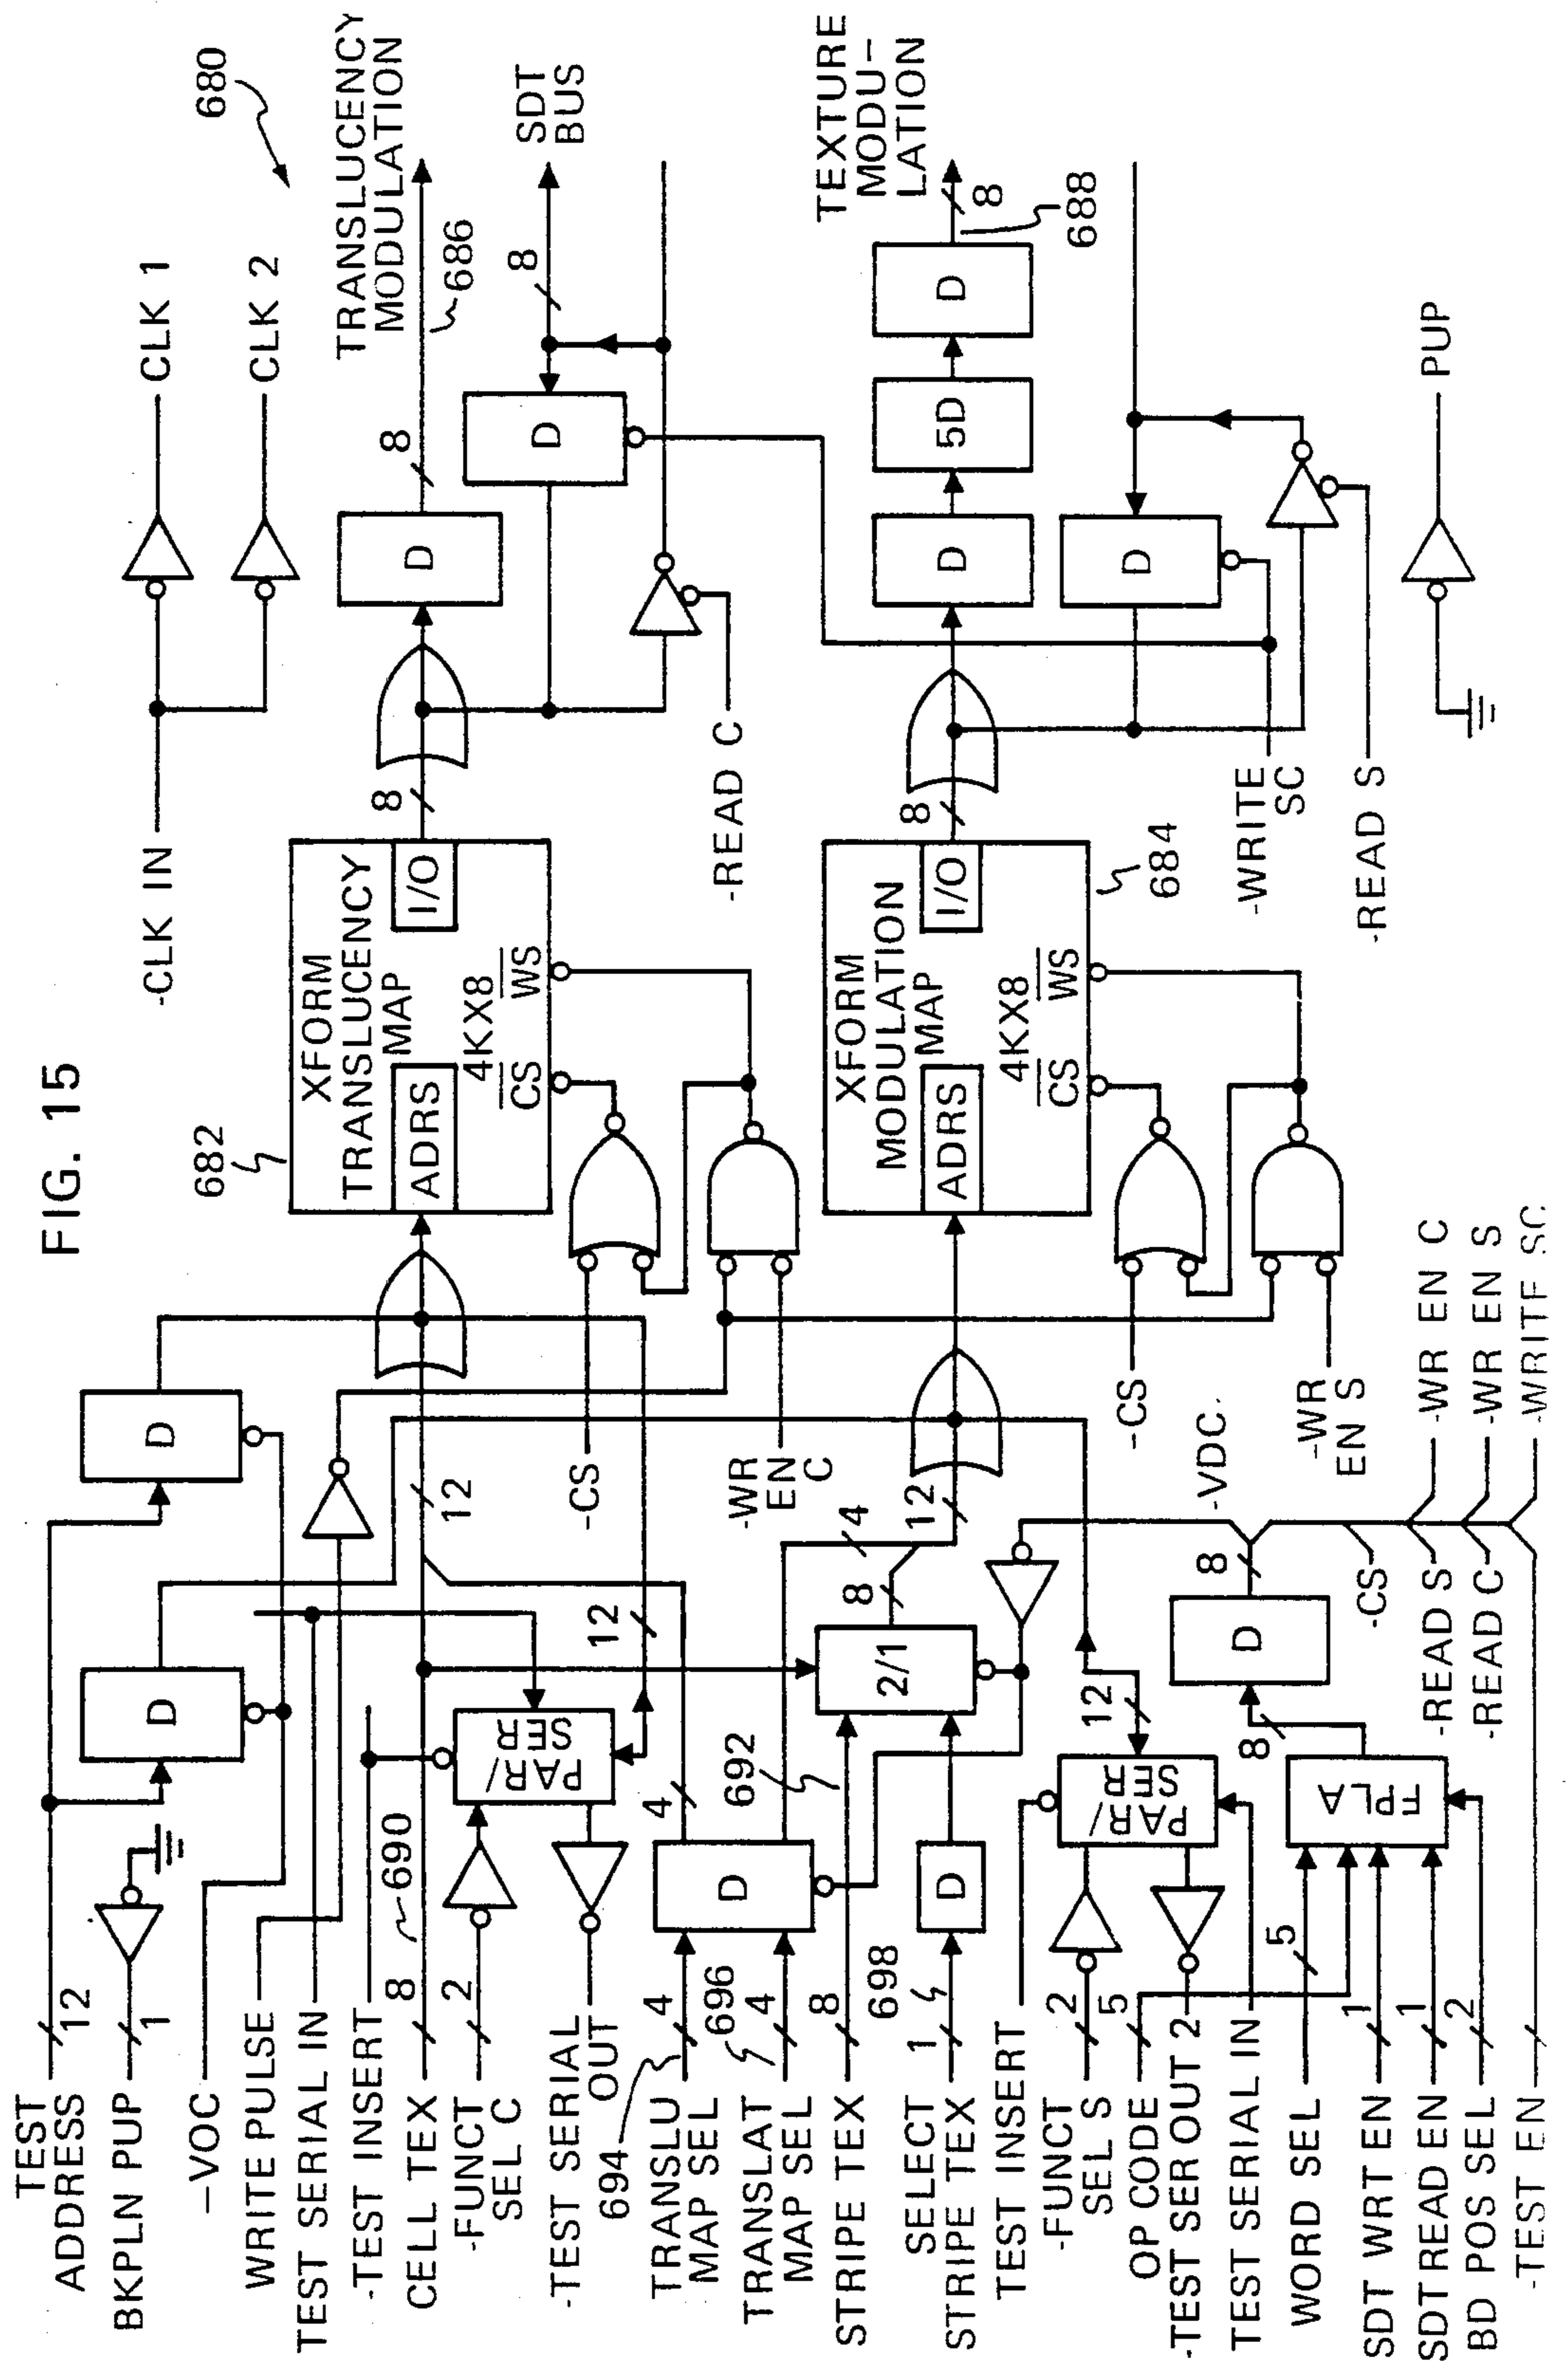 FIG. 15
680
-CLK IN
CLK 1
CLK 2
TEST
ADDRESS
12
BKPLN PUP
1
-VOC
WRITE PULSE
TEST SERIAL IN
-TEST INSERT
CELL TEX
8
690
-FUNCT
SEL C
2
-TEST SERIAL
OUT
694
TRANSLU
MAP SEL
4
696
TRANSLAT
MAP SEL
4
STRIPE TEX
8
692
698
SELECT
STRIPE TEX
1
TEST INSERT
-FUNCT
SEL S
2
OP CODE
5
-TEST SER OUT 2
TEST SERIAL IN
WORD SEL
5
SDT WRT EN
1
SDT READ EN
1
BD POS SEL
2
-TEST EN
D
D
PAR/
SER
12
12
D
4
4
D
2/1
8
12
PAR/
SER
12
FPLA
8
D
8
-VDC
-CS
-READ S
-READ C
-WR EN C
-WR EN S
-WRITE SC
682
XFORM
TRANSLUCENCY
MAP
ADRS
I/O
4KX8
CS
WS
-CS
-WR
EN
C
8
D
8
686
TRANSLUCENCY
MODULATION
D
8
SDT
BUS
-READ C
XFORM
MODULATION
MAP
ADRS
I/O
4KX8
CS
WS
684
-CS
-WR
EN S
8
D
5D
D
8
688
TEXTURE
MODU-
LATION
D
-WRITE
SC
-READ S
PUP